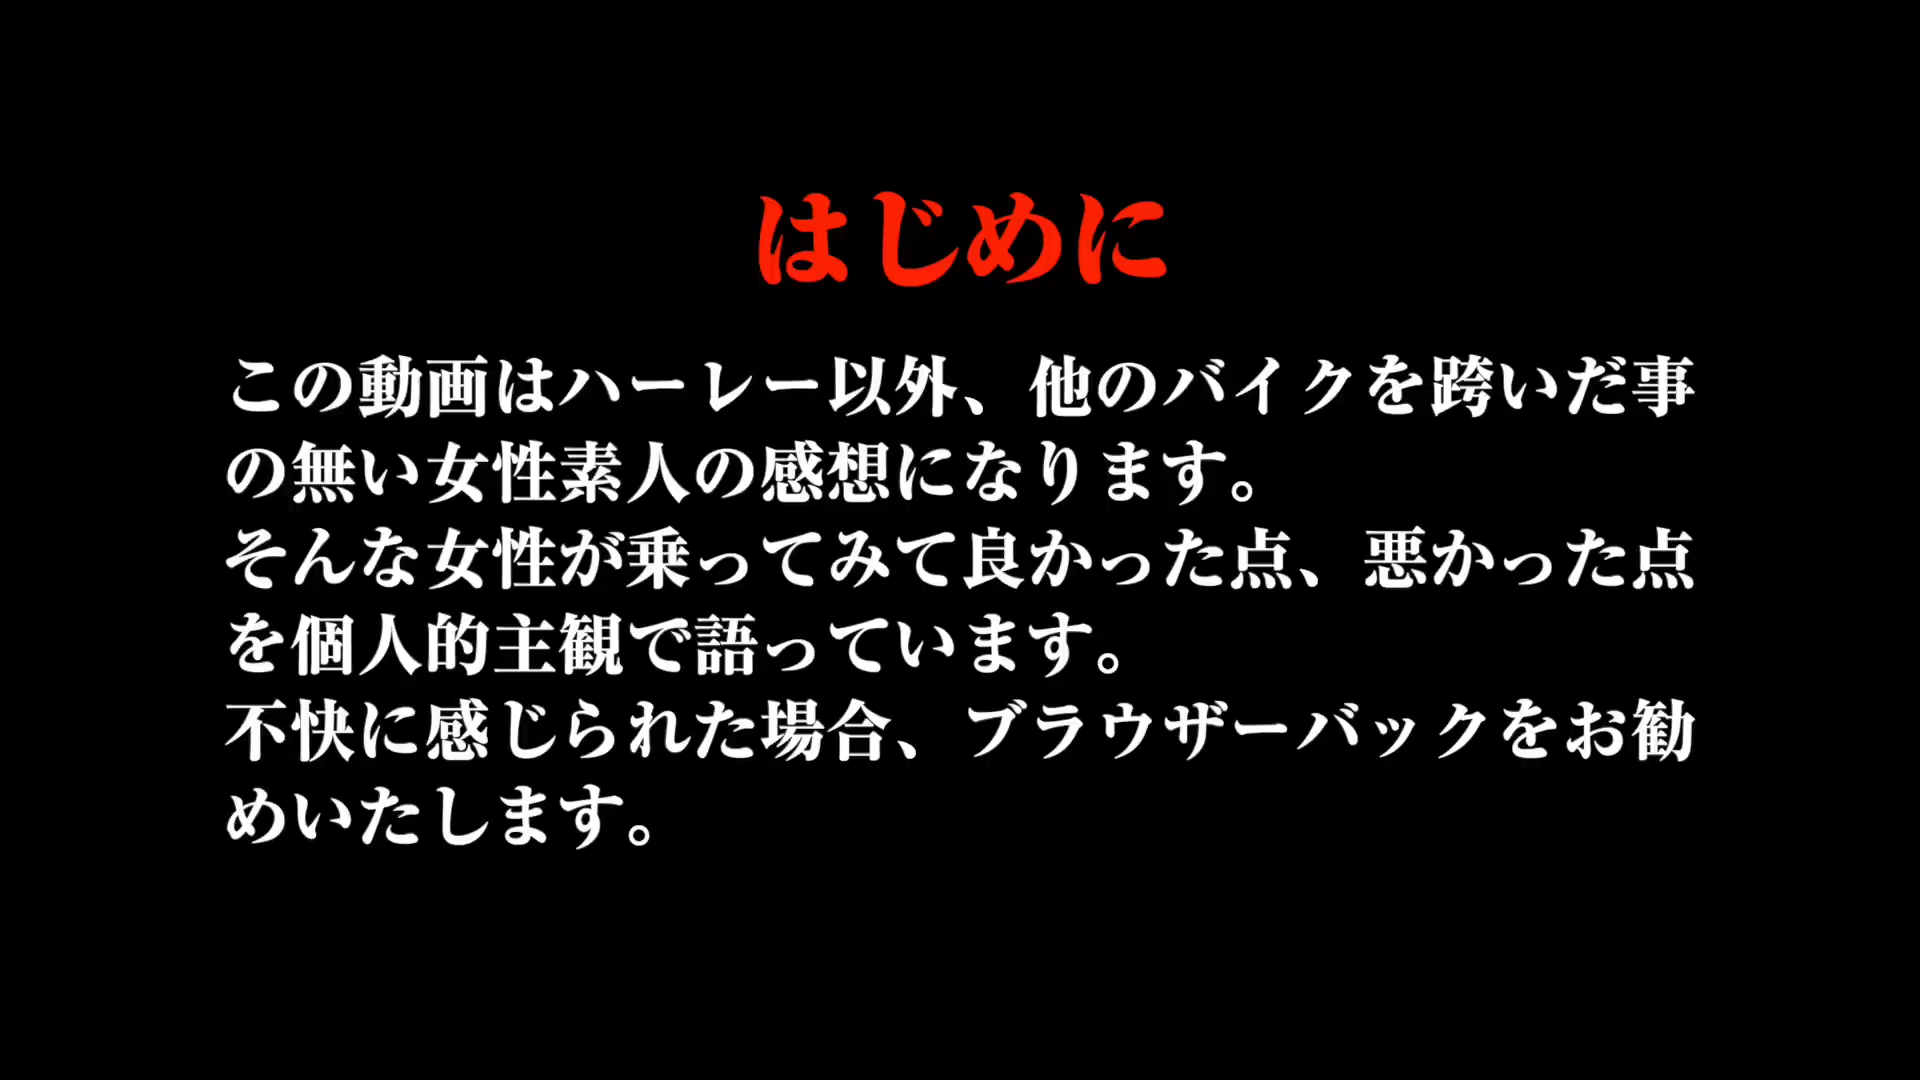 はじめに
この動画はハーレー以外、他のバイクを跨いだ事
の無い女性素人の感想になります。
そんな女性が乗ってみて良かった点、悪かった点
を個人的主観で語っています。
不快に感じられた場合、ブラウザーバックをお勧
めいたします。